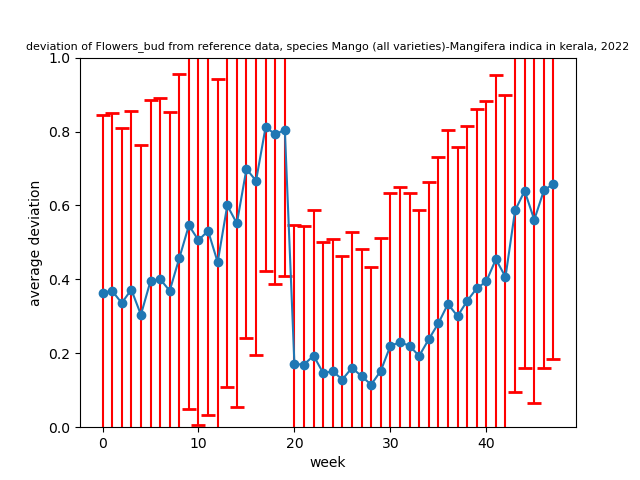 deviation of Flowers_bud from reference data, species Mango (all varieties)-Mangifera indica in kerala, 2022
1.0
0.8
0.6
0.4
0.2
0.0
average deviation
0 10 20 30 40
week